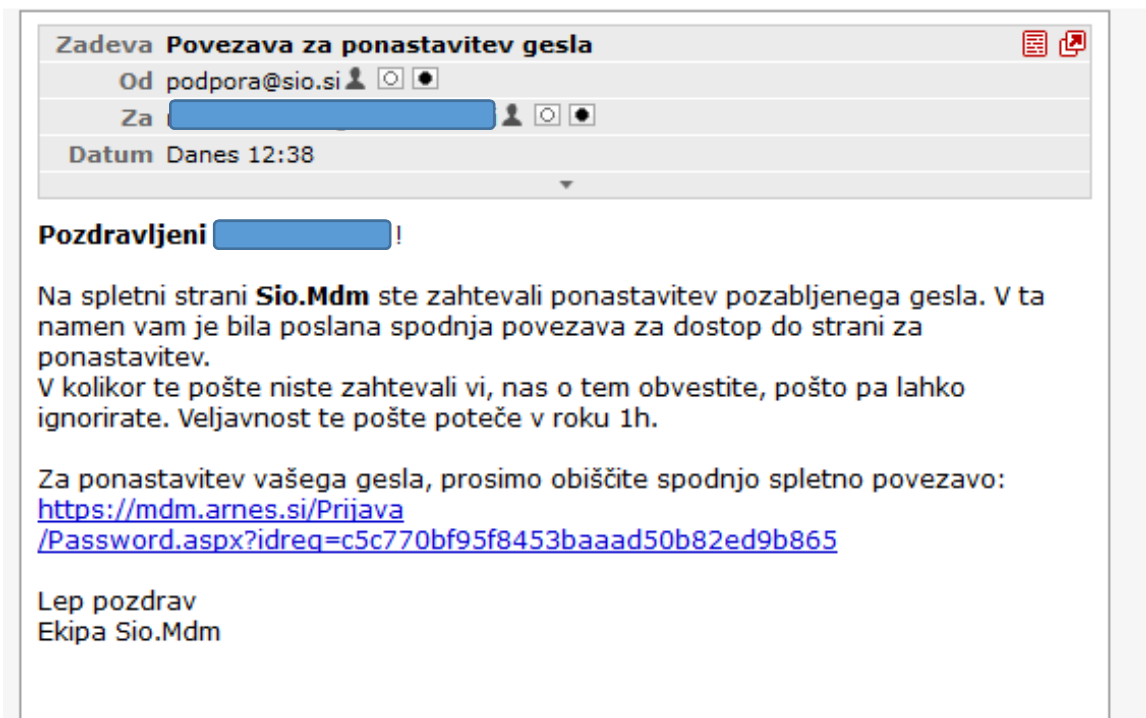 Zadeva Povezava za ponastavitev gesla
Od podpora@sio.si
Za
Datum Danes 12:38
Pozdravljeni !
Na spletni strani Sio.Mdm ste zahtevali ponastavitev pozabljenega gesla. V ta
namen vam je bila poslana spodnja povezava za dostop do strani za
ponastavitev.
V kolikor te pošte niste zahtevali vi, nas o tem obvestite, pošto pa lahko
ignorirate. Veljavnost te pošte poteče v roku 1h.
Za ponastavitev vašega gesla, prosimo obiščite spodnjo spletno povezavo:
https://mdm.arnes.si/Prijava
/Password.aspx?idreq=c5c770bf95f8453baaad50b82ed9b865
Lep pozdrav
Ekipa Sio.Mdm